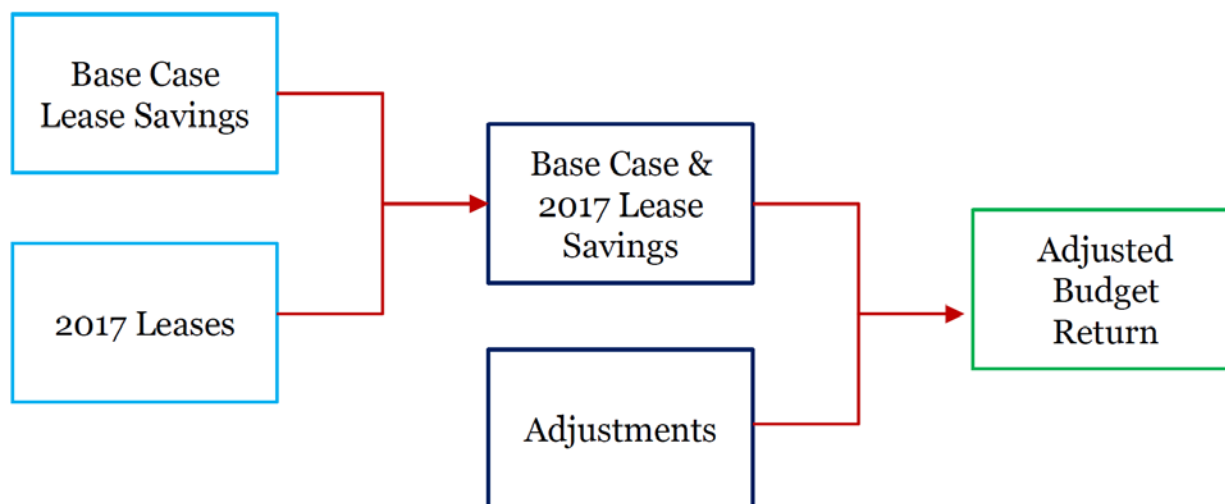 Base Case
Lease Savings
2017 Leases
Base Case &
2017 Lease
Savings
Adjustments
Adjusted
Budget
Return